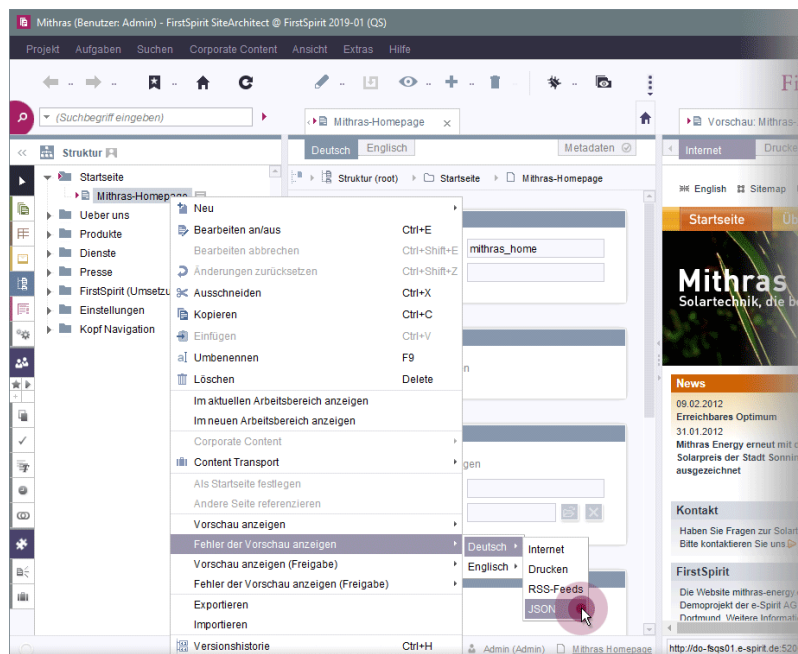 Mithras (Benutzer: Admin) - FirstSpirit SiteArchitect @ FirstSpirit 2019-01 (QS)
Projekt Aufgaben Suchen Corporate Content Ansicht Extras Hilfe
(Suchbegriff eingeben)
Mithras-Homepage
Vorschau: Mithras-
Struktur
Deutsch Englisch Metadaten
Internet Drucke
Startseite
Mithras-Homepage
Ueber uns
Produkte
Dienste
Presse
FirstSpirit (Umsetzu
Einstellungen
Kopf Navigation
Struktur (root) Startseite Mithras-Homepage
mithras_home
Neu
Bearbeiten an/aus Ctrl+E
Bearbeiten abbrechen Ctrl+Shift+E
Änderungen zurücksetzen Ctrl+Shift+Z
Ausschneiden Ctrl+X
Kopieren Ctrl+C
Einfügen Ctrl+V
Umbenennen F9
Löschen Delete
Im aktuellen Arbeitsbereich anzeigen
Im neuen Arbeitsbereich anzeigen
Corporate Content
Content Transport
Als Startseite festlegen
Andere Seite referenzieren
Vorschau anzeigen
Fehler der Vorschau anzeigen
Vorschau anzeigen (Freigabe)
Fehler der Vorschau anzeigen (Freigabe)
Exportieren
Importieren
Versionshistorie Ctrl+H
Deutsch
Englisch
Internet
Drucken
RSS-Feeds
JSON
gen
Admin (Admin) Mithras Homepage
English Sitemap
Startseite Üb
Mithras
Solartechnik, die b
News
09.02.2012
Erreichbares Optimum
31.01.2012
Mithras Energy erneut mit d
Solarpreis der Stadt Sonnin
ausgezeichnet
Kontakt
Haben Sie Fragen zur Solart
Bitte kontaktieren Sie uns
FirstSpirit
Die Website mithras-energy
Demoprojekt der e-Spirit AG
Dortmund. Weitere Informati
http://do-fsqs01.e-spirit.de:520